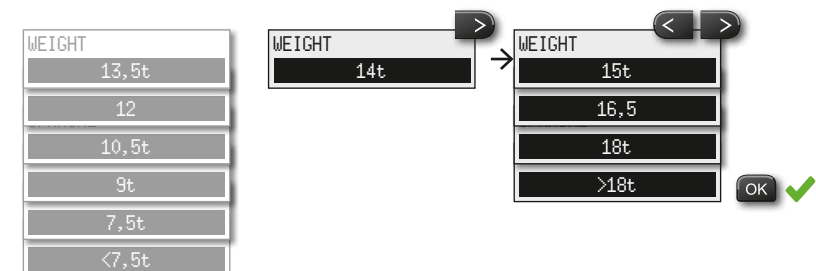 WEIGHT
13,5t
12
10,5t
9t
7,5t
<7,5t
WEIGHT
14t
>
< >
WEIGHT
15t
16,5
18t
>18t
OK